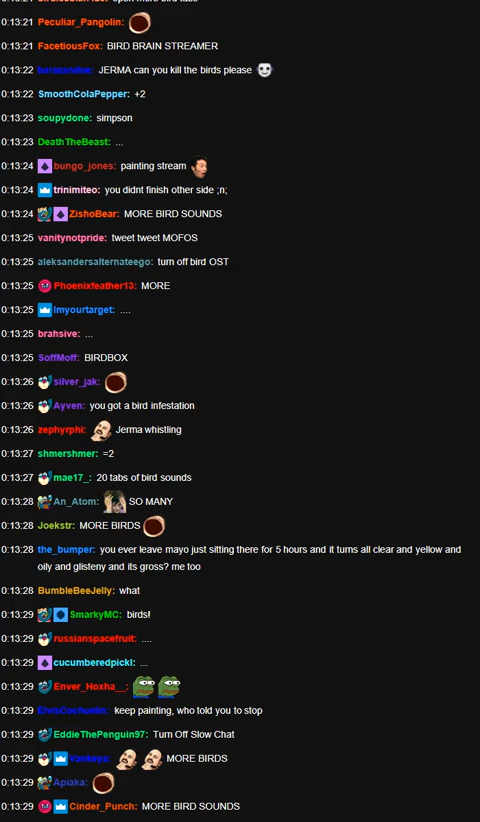 0:13:21 Peculiar_Pangolin:
0:13:21 FacetiousFox: BIRD BRAIN STREAMER
0:13:22 JERMA can you kill the birds please
0:13:22 SmoothColaPepper: +2
0:13:23 soupydone: simpson
0:13:23 DeathTheBeast: ...
0:13:24 bungo_jones: painting stream
0:13:24 trinimiteo: you didnt finish other side ;n;
0:13:24 ZishoBear: MORE BIRD SOUNDS
0:13:25 vanitynotpride: tweet tweet MOFOS
0:13:25 aleksandersalternateego: turn off bird OST
0:13:25 Phoenixfeather13: MORE
0:13:25 Imyourtarget: ....
0:13:25 brahsive: ...
0:13:25 SoffMoff: BIRDBOX
0:13:26 silver_jak:
0:13:26 Ayven: you got a bird infestation
0:13:26 zephyrphi: Jerma whistling
0:13:27 shmershmer: =2
0:13:27 mae17_: 20 tabs of bird sounds
0:13:28 An_Atom: SO MANY
0:13:28 Joekstr: MORE BIRDS
0:13:28 the_bumper: you ever leave mayo just sitting there for 5 hours and it turns all clear and yellow and
oily and glisteny and its gross? me too
0:13:28 BumbleBeeJelly: what
0:13:29 SmarkyMC: birds!
0:13:29 russianspacefruit: ....
0:13:29 cucumberedpickl: ...
0:13:29 Enver_Hoxha__:
0:13:29 keep painting, who told you to stop
0:13:29 EddieThePenguin97: Turn Off Slow Chat
0:13:29 MORE BIRDS
0:13:29 Apiaka:
0:13:29 Cinder_Punch: MORE BIRD SOUNDS